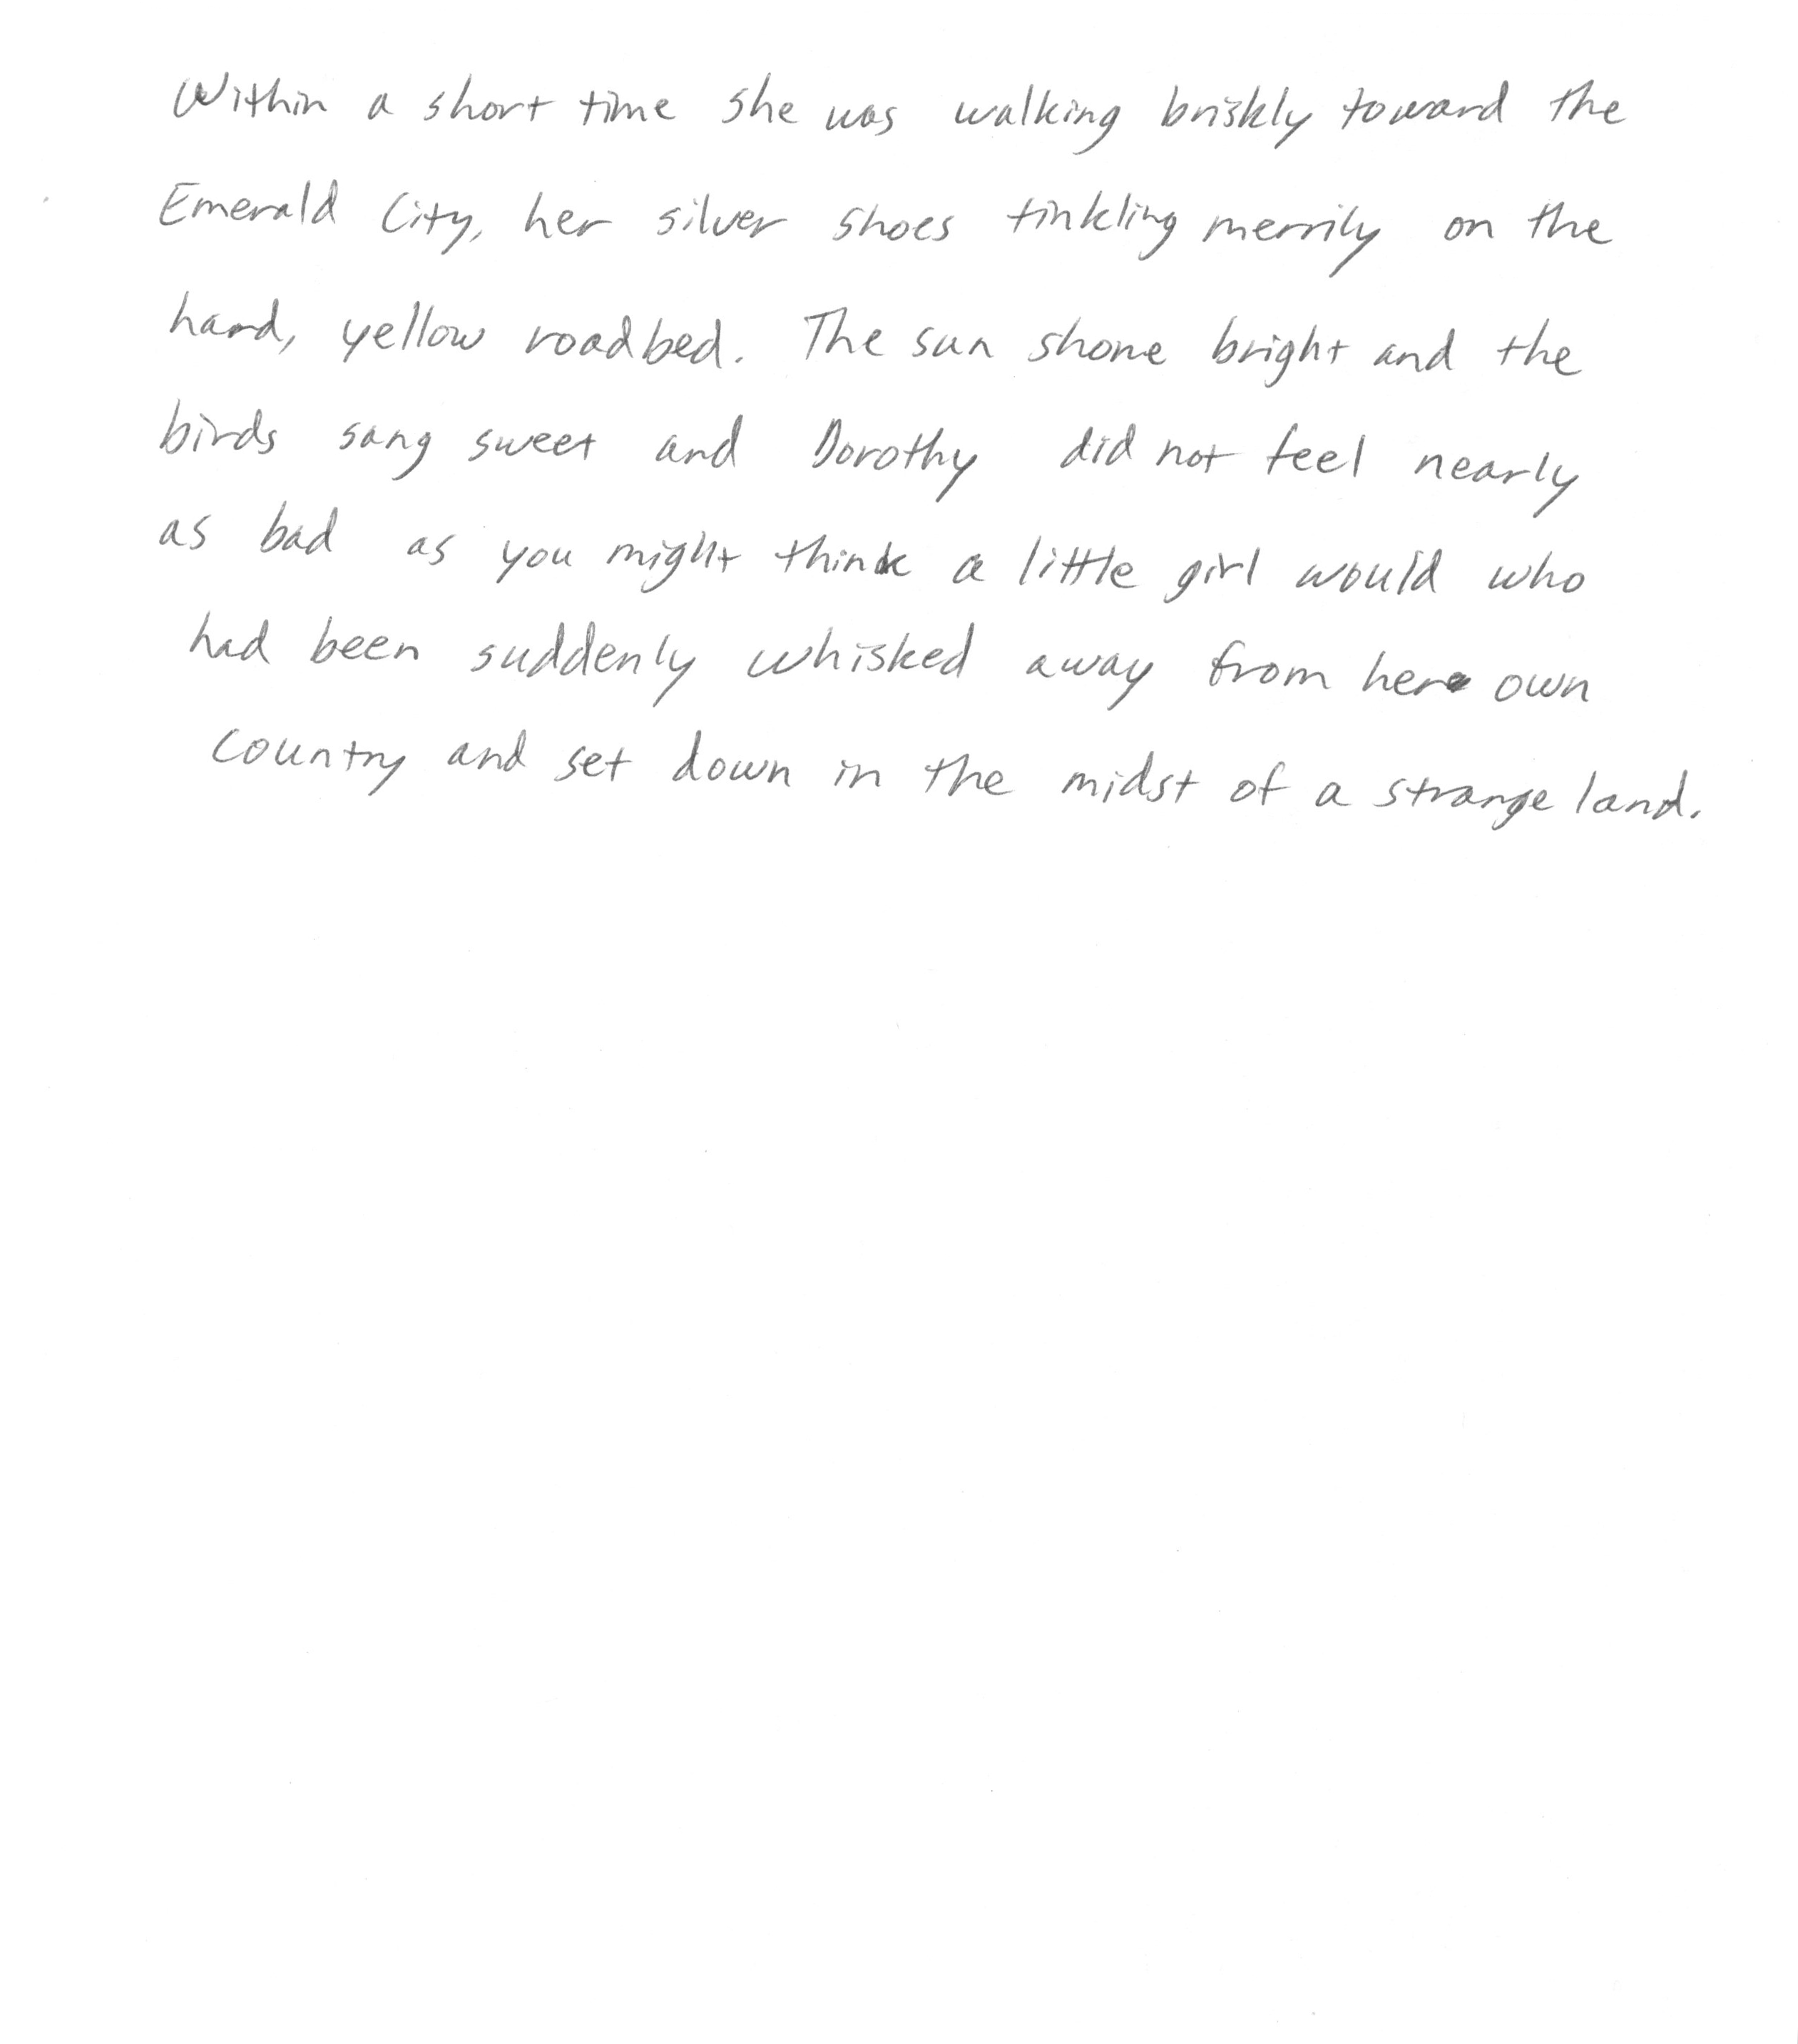 Within a short time she was walking briskly toward the
Emerald City, her silver shoes tinkling merrily on the
hard, yellow roadbed. The sun shone bright and the
birds sang sweet and Dorothy did not feel nearly
as bad as you might think a little girl would who
had been suddenly whisked away from her own
country and set down in the midst of a strange land.